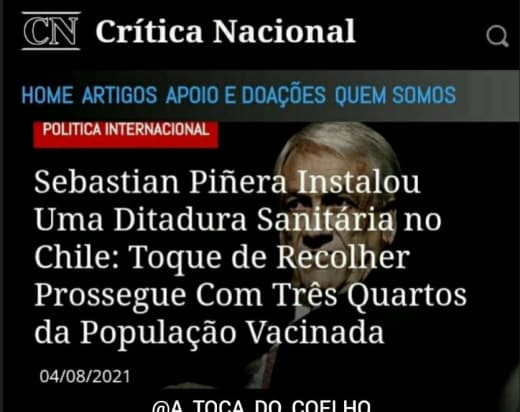 CN Crítica Nacional
HOME ARTIGOS APOIO E DOAÇÕES QUEM SOMOS
POLITICA INTERNACIONAL
Sebastian Piñera Instalou
Uma Ditadura Sanitária no
Chile: Toque de Recolher
Prossegue Com Três Quartos
da População Vacinada
04/08/2021
@A_TOCA_DO_COELHO